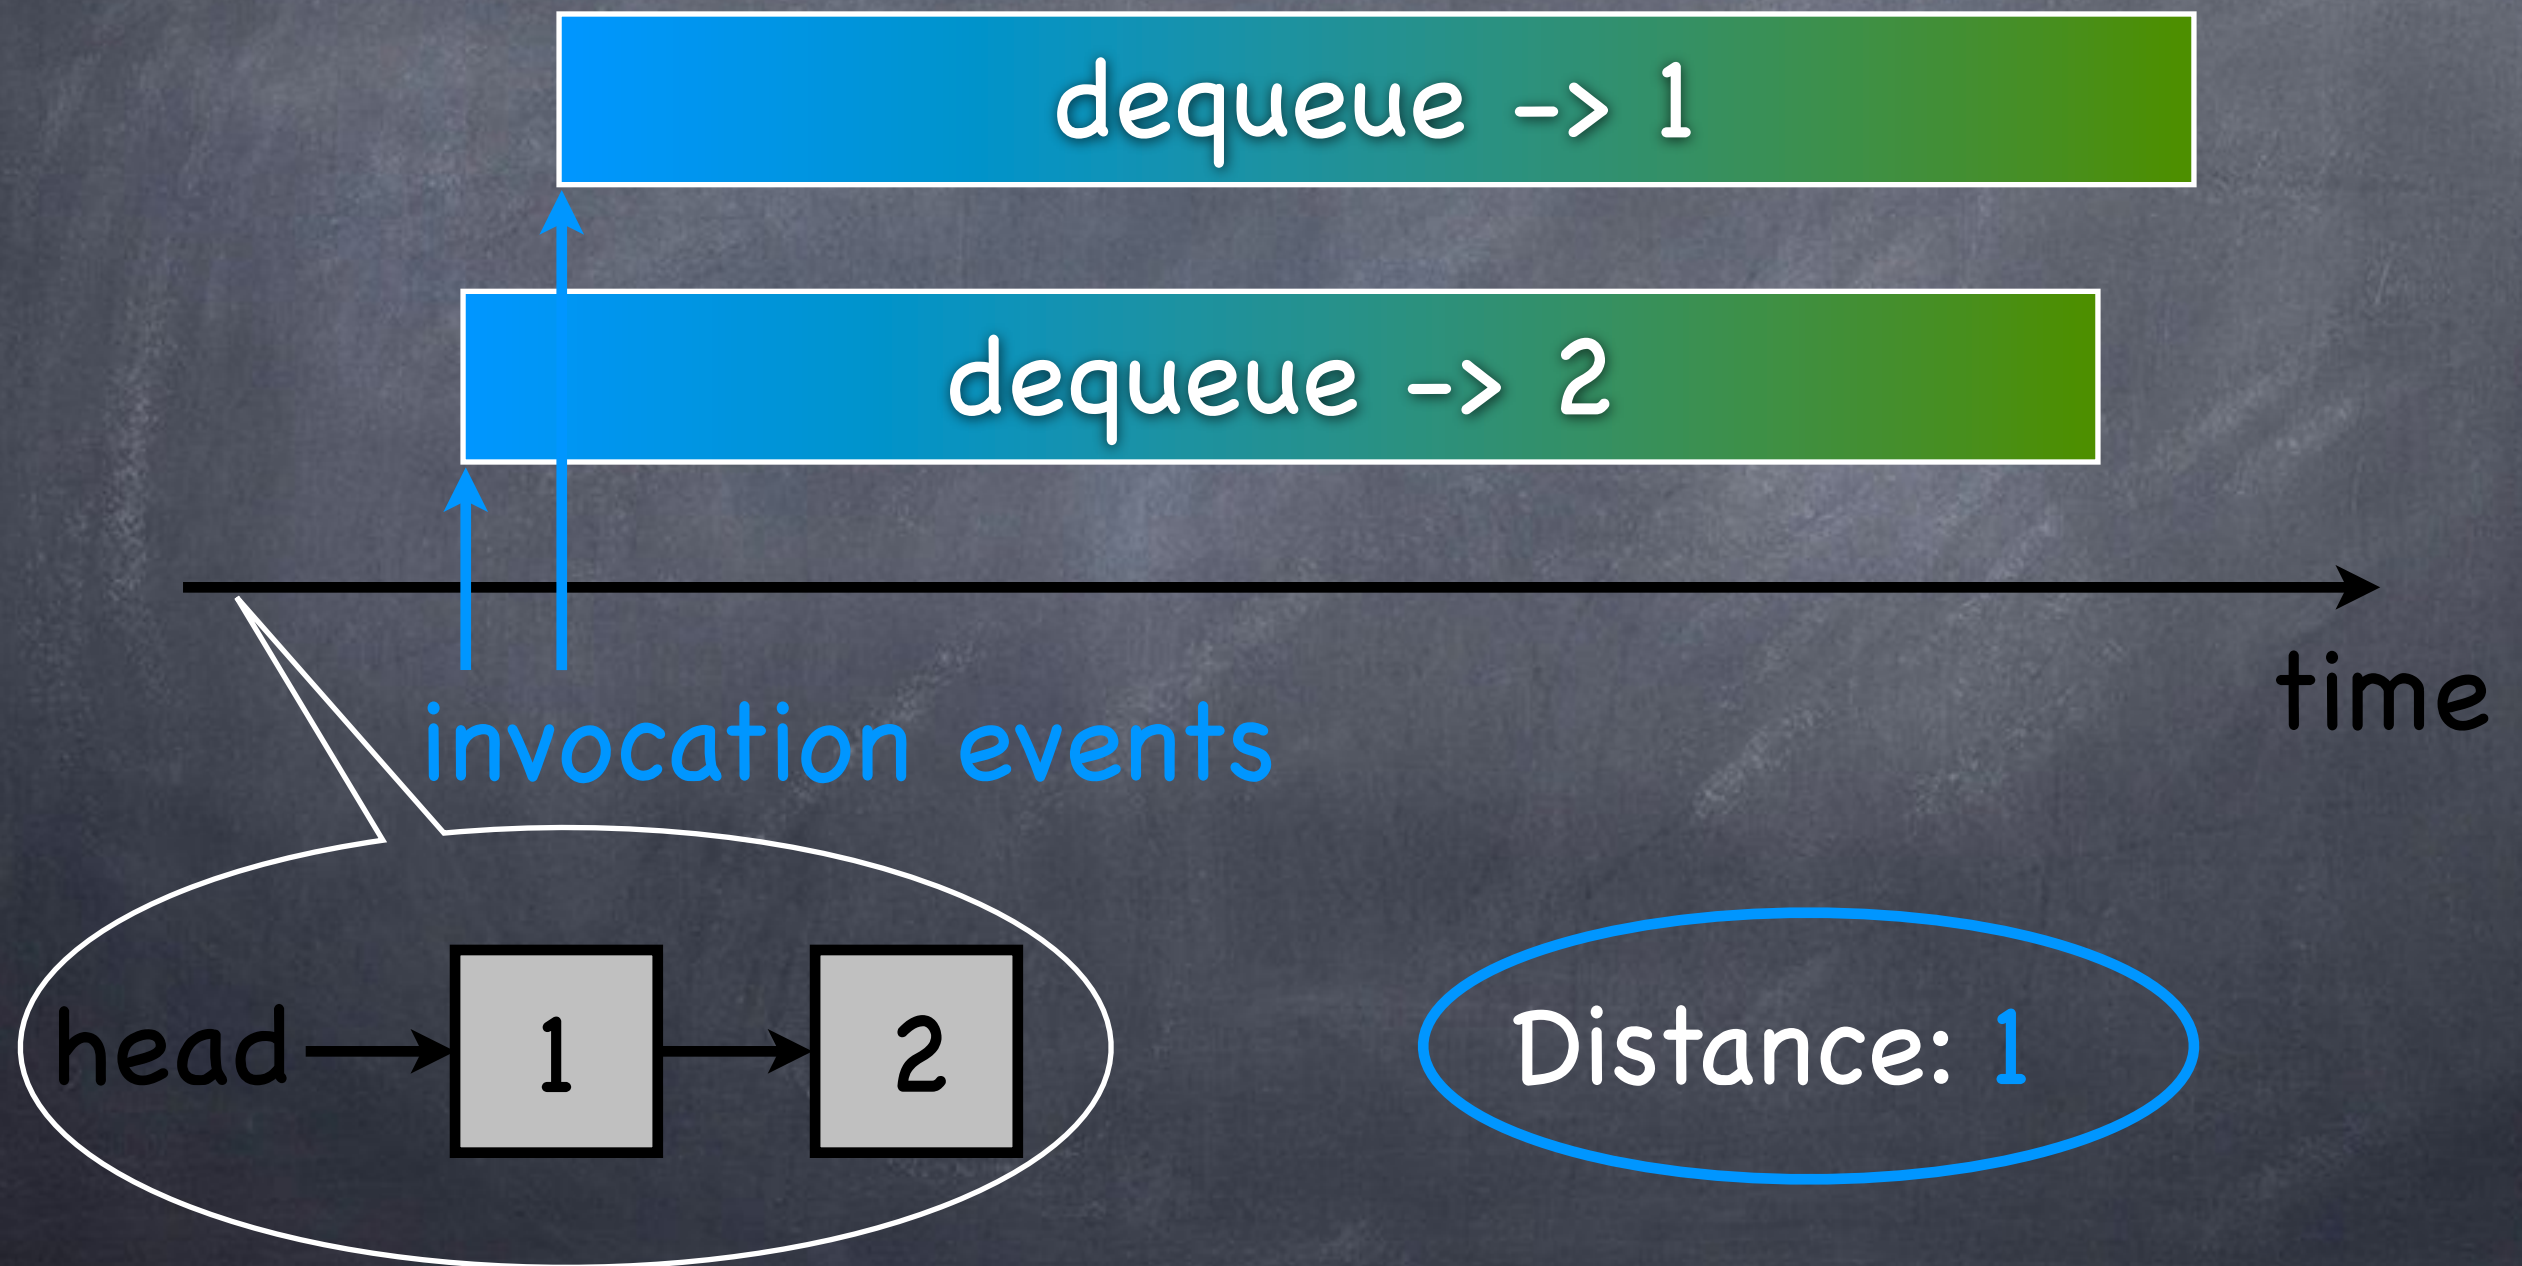 dequeue -> 1
dequeue -> 2
time
invocation events
head
1
2
Distance: 1